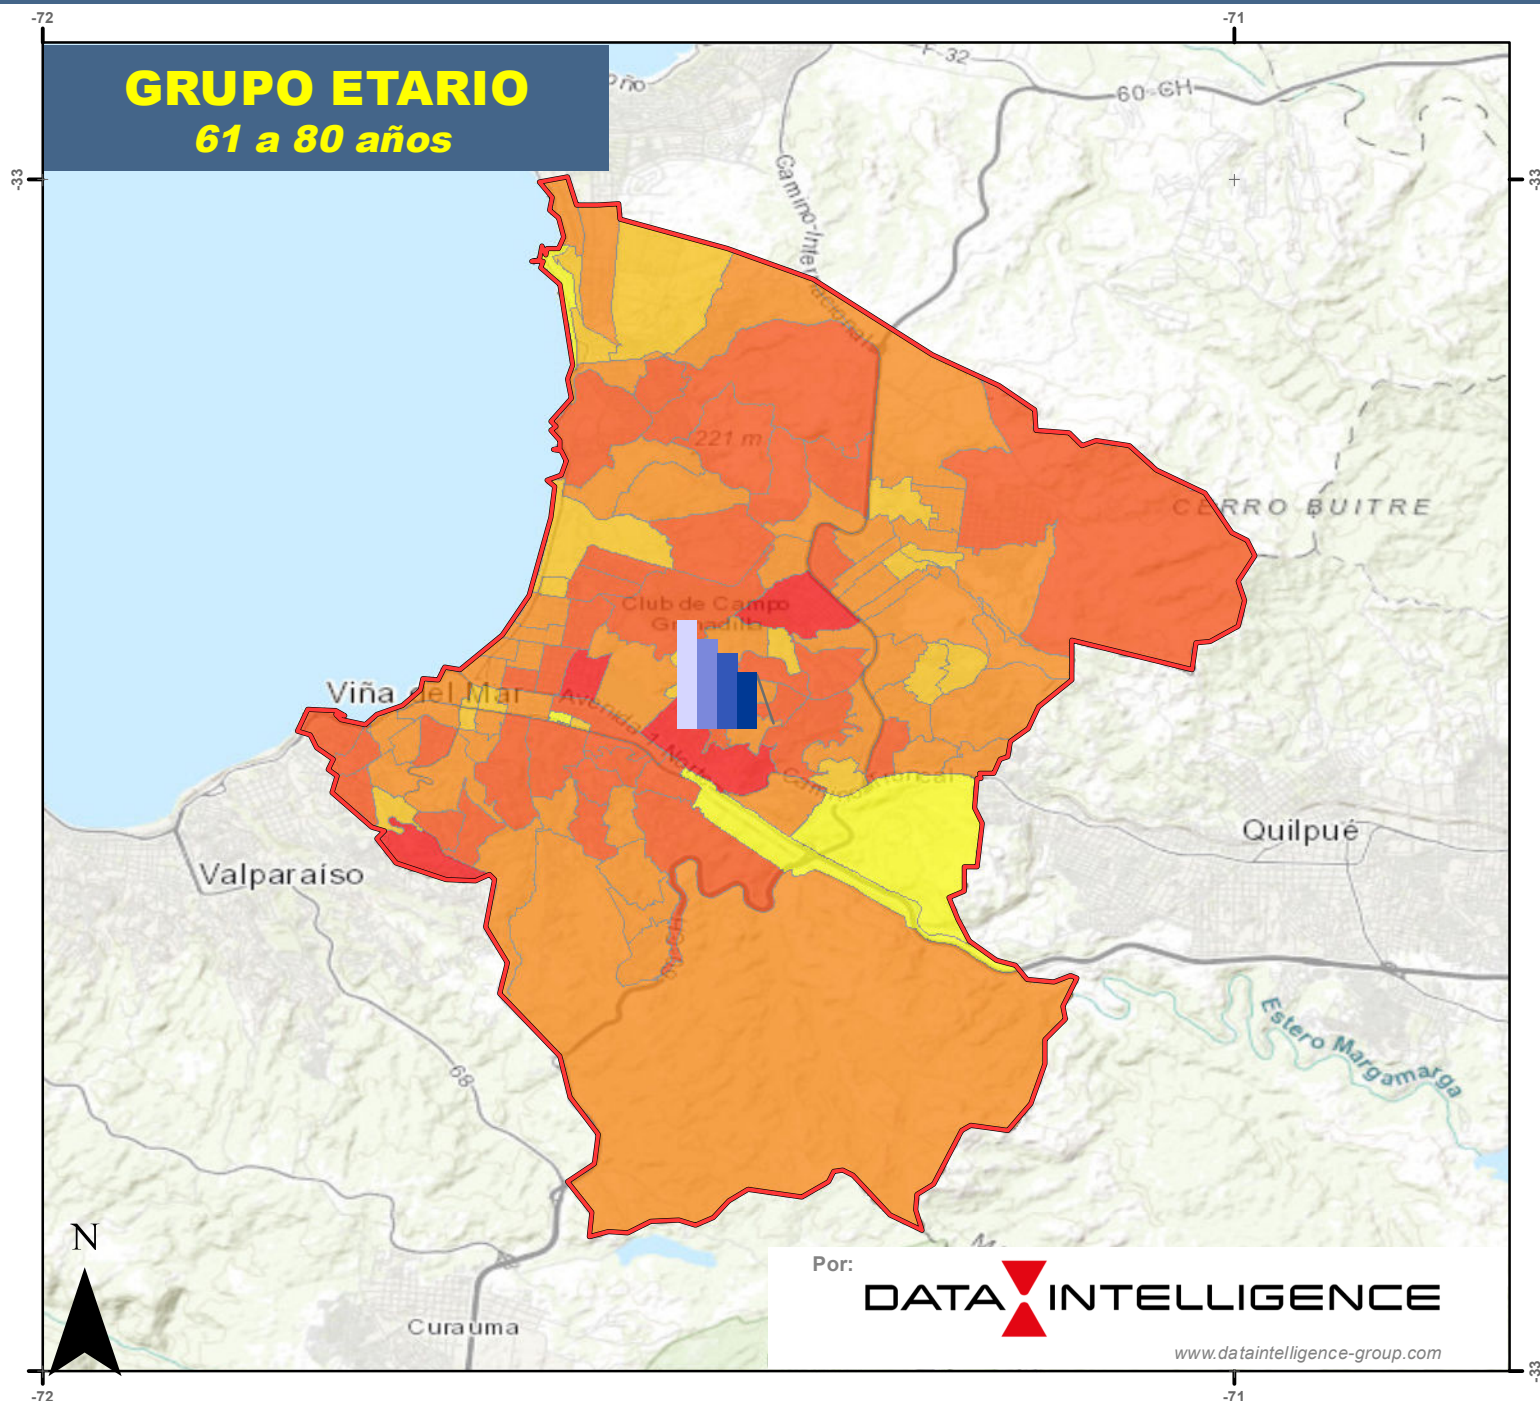 -72
-71
GRUPO ETARIO
61 a 80 años
F-32
60-CH
-33
-33
221 m
CERRO BUITRE
Club de Campo
Granadilla
Viña del Mar
Avenida 1 Norte
Camino Troncal
Quilpué
Valparaíso
Estero Margamarga
68
N
Por:
DATA INTELLIGENCE
www.dataintelligence-group.com
Curauma
-33
-72
-71